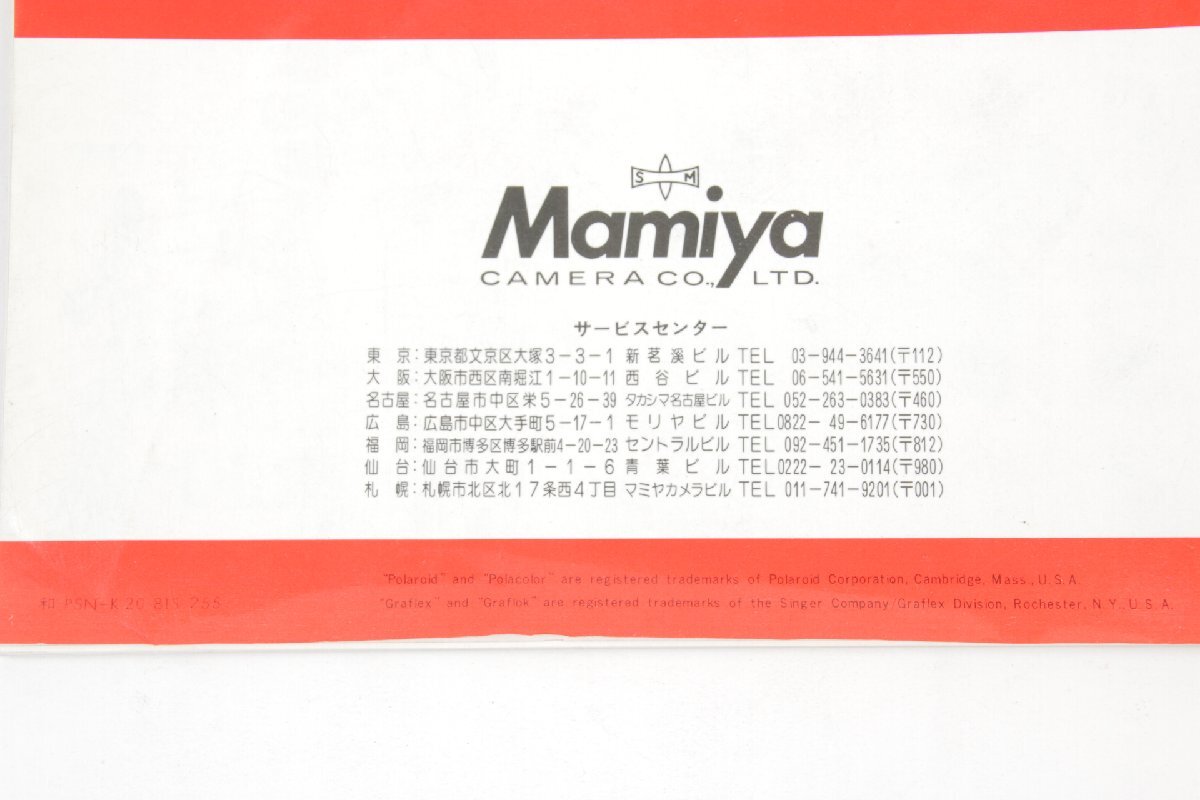 S M
Mamiya
CAMERA CO., LTD.
サービスセンター
東 京：東京都文京区大塚3-3-1 新茗溪ビル TEL 03-944-3641(〒112)
大 阪：大阪市西区南堀江1-10-11 西谷ビル TEL 06-541-5631(〒550)
名古屋：名古屋市中区栄5-26-39 タカシマ名古屋ビル TEL 052-263-0383(〒460)
広 島：広島市中区大手町5-17-1 モリヤビル TEL0822-49-6177(〒730)
福 岡：福岡市博多区博多駅前4-20-23 セントラルビル TEL 092-451-1735(〒812)
仙 台：仙台市大町1-1-6 青葉ビル TEL0222-23-0114(〒980)
札 幌：札幌市北区北17条西4丁目 マミヤカメラビル TEL 011-741-9201(〒001)
"Polaroid" and "Polacolor" are registered trademarks of Polaroid Corporation, Cambridge, Mass., U.S.A.
"Graflex" and "Graflok" are registered trademarks of the Singer Company/Graflex Division, Rochester, N.Y., U.S.A.
和 PSN-K 20 815